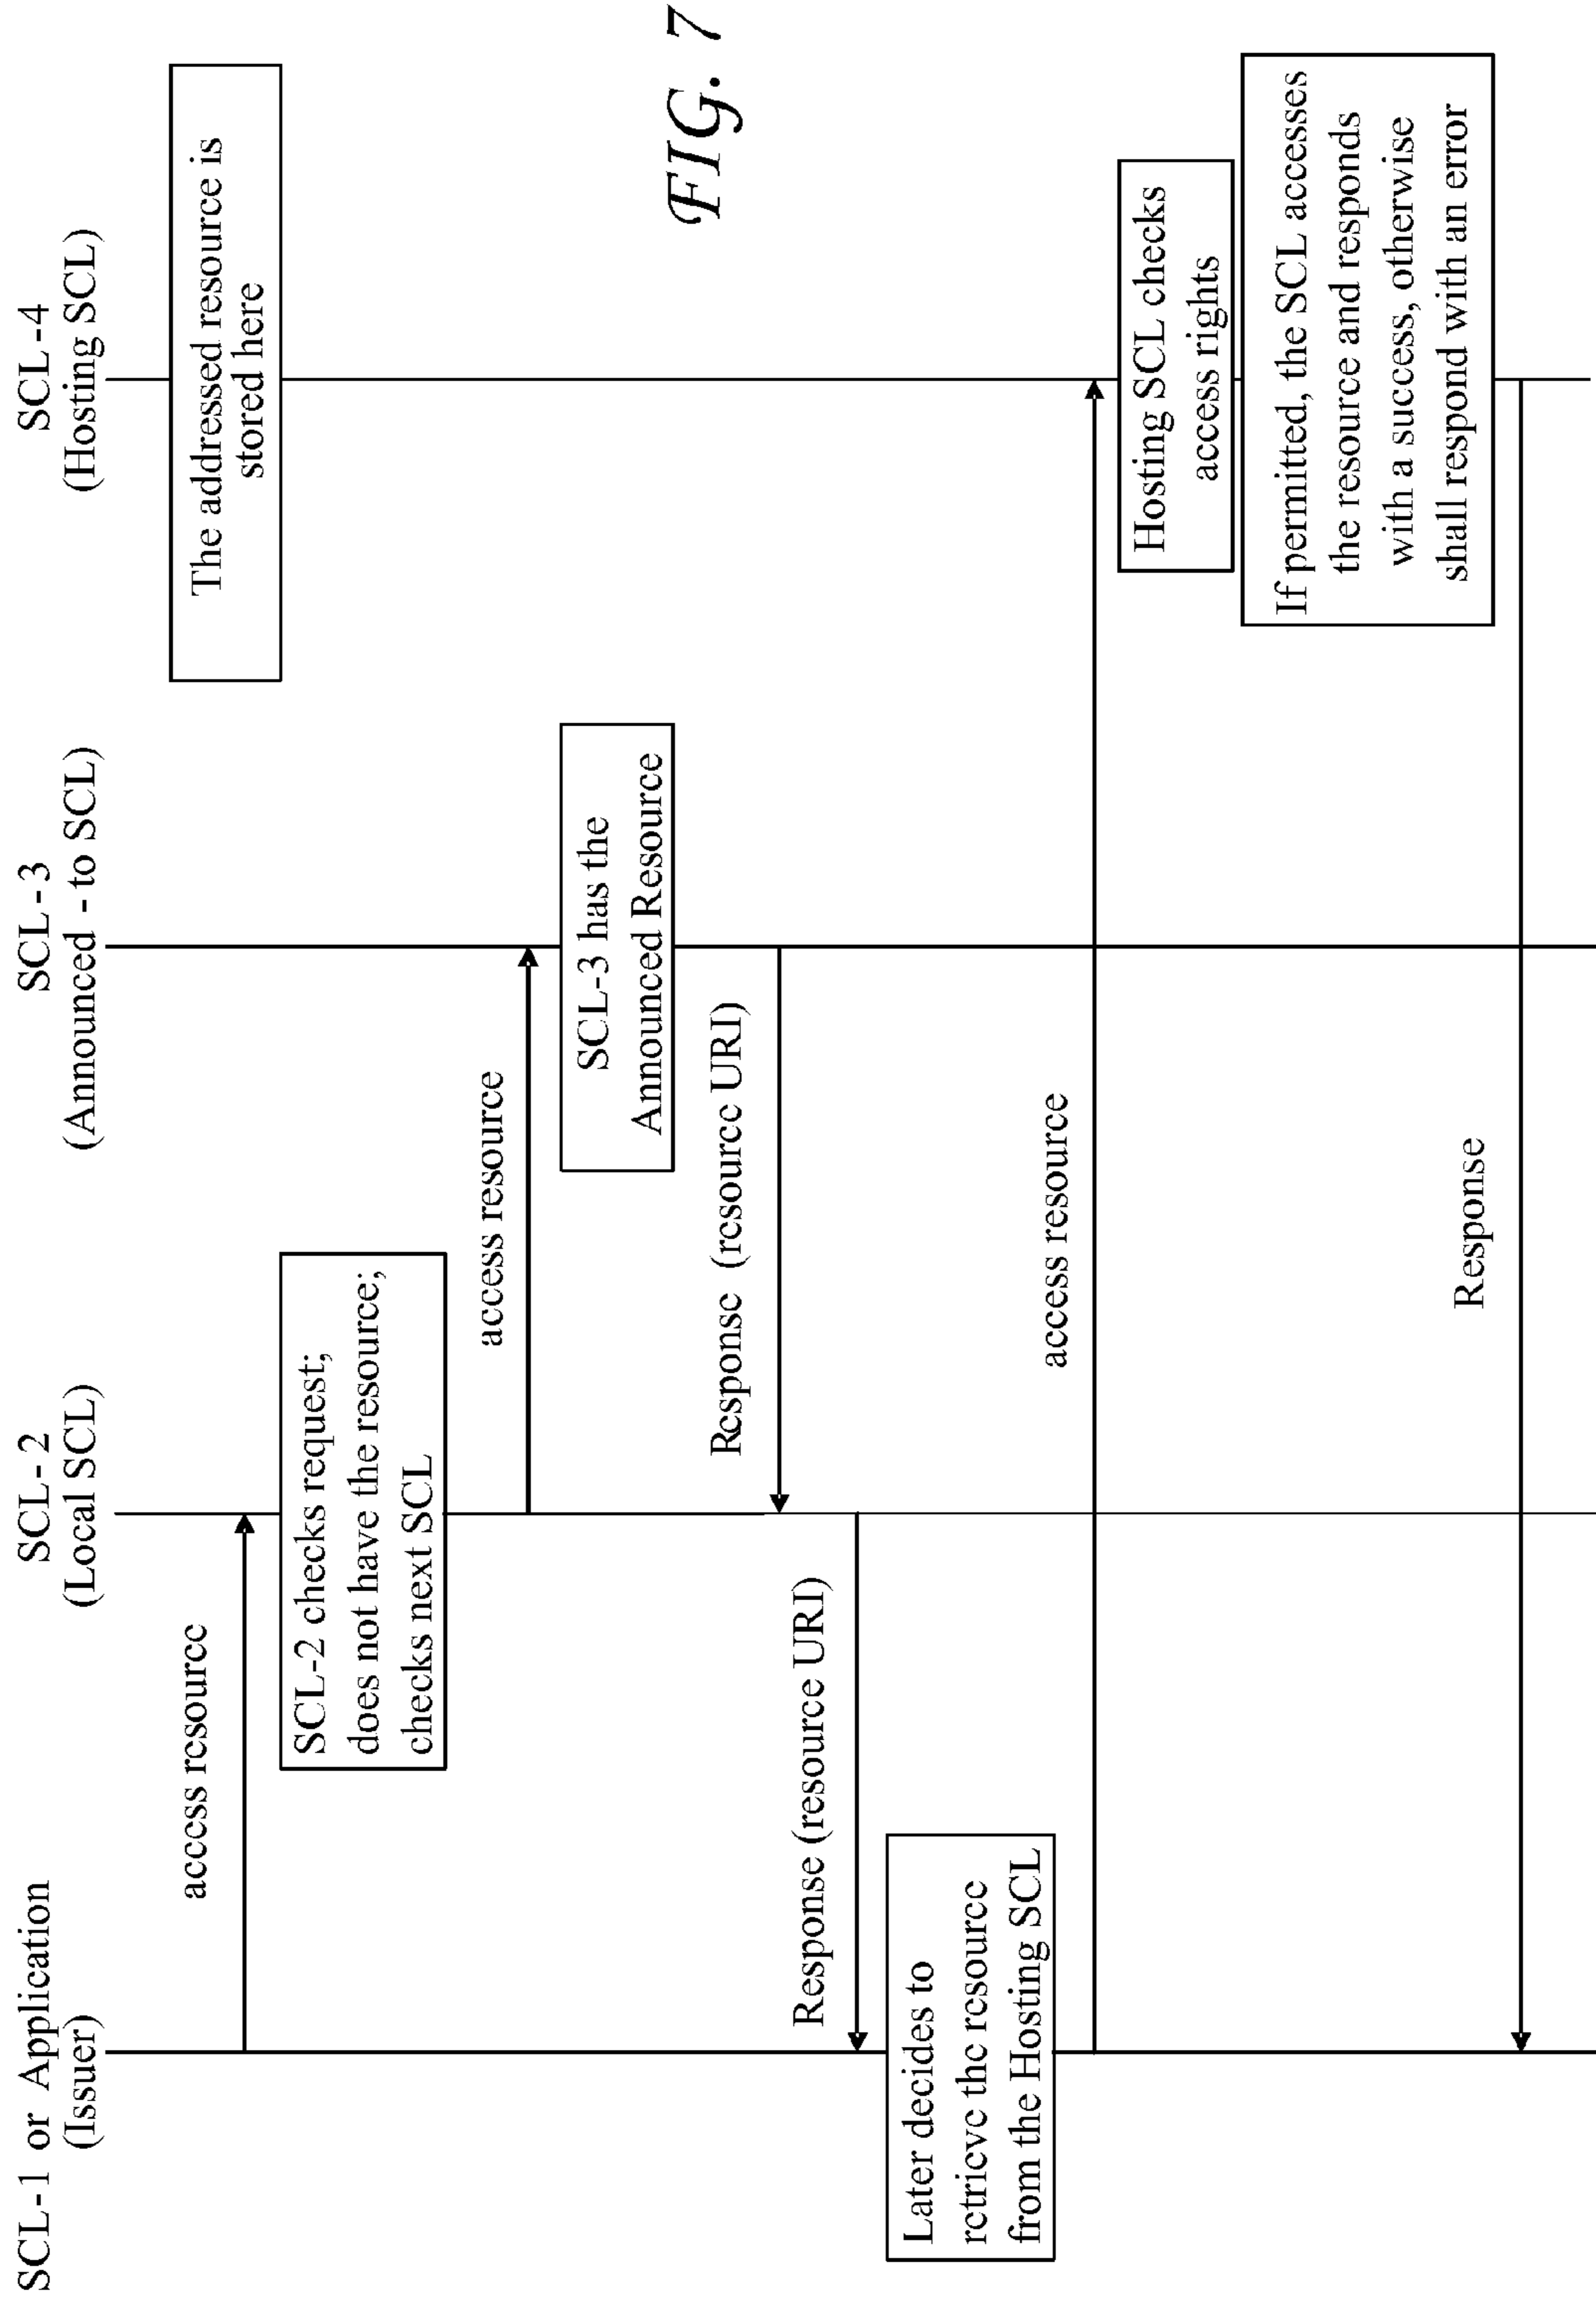 SCL-1 or Application
(Issuer)
SCL-2
(Local SCL)
SCL-3
(Announced - to SCL)
SCL-4
(Hosting SCL)
The addressed resource is
stored here
access resource
SCL-2 checks request;
does not have the resource;
checks next SCL
access resource
SCL-3 has the
Announced Resource
Response (resource URI)
Response (resource URI)
Later decides to
retrieve the resource
from the Hosting SCL
access resource
Hosting SCL checks
access rights
If permitted, the SCL accesses
the resource and responds
with a success, otherwise
shall respond with an error
Response
FIG. 7